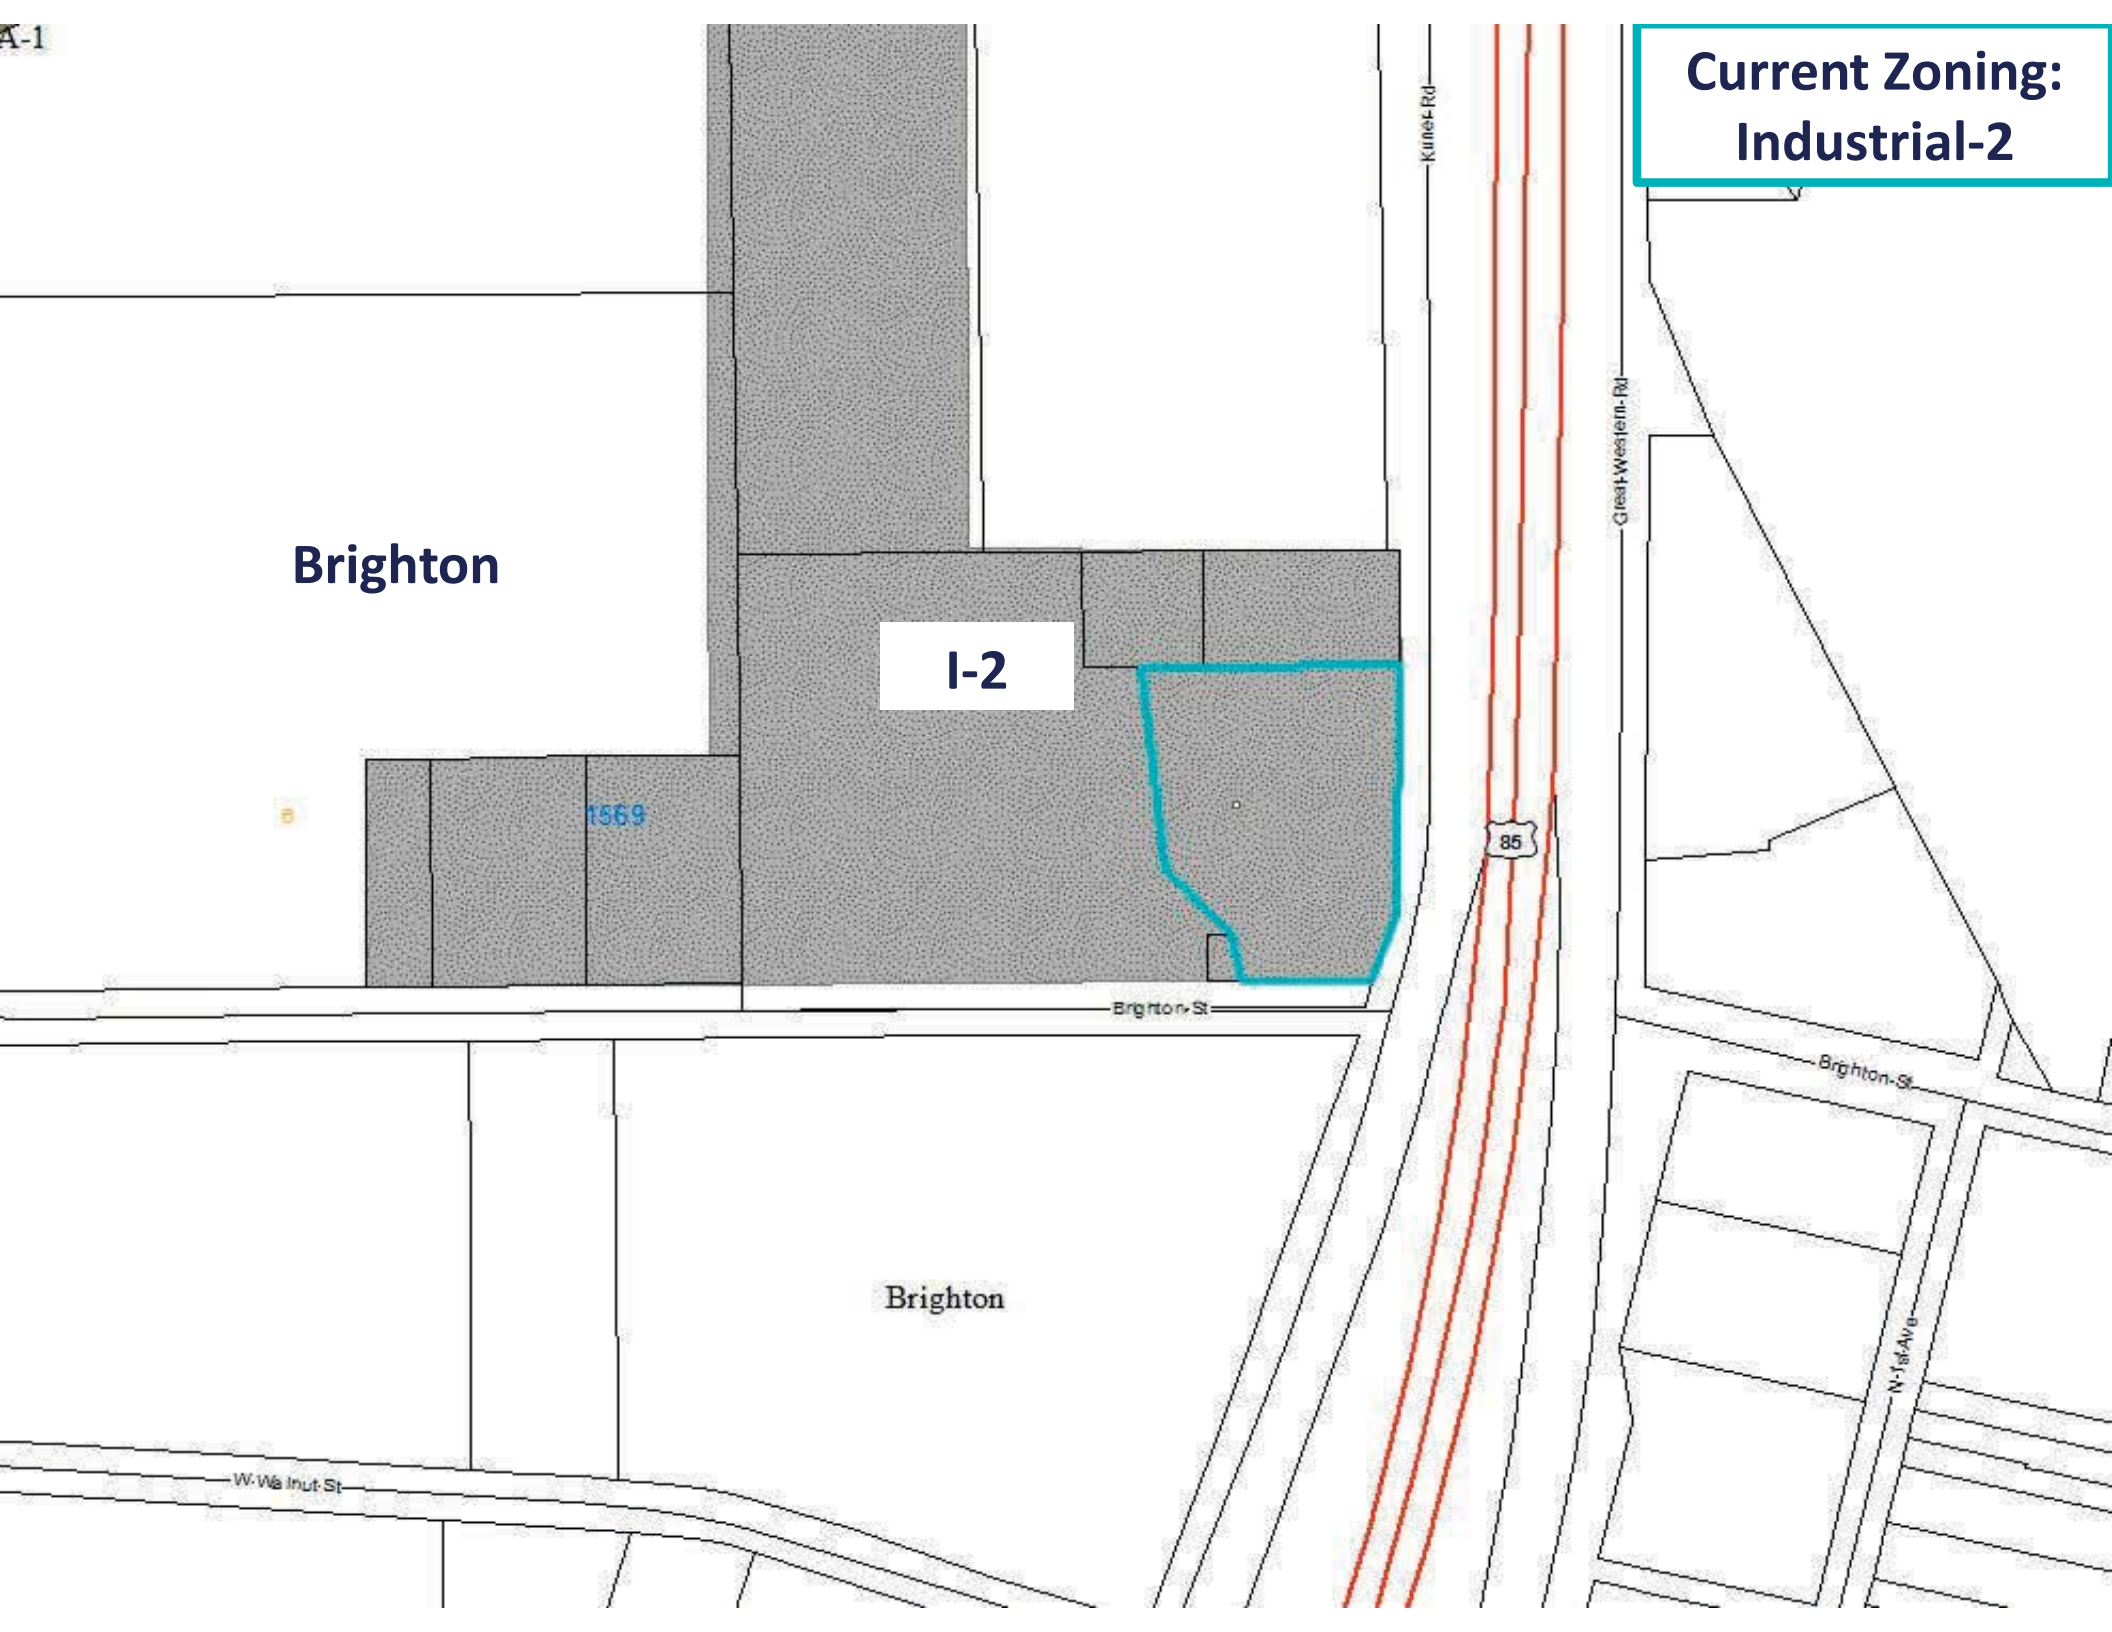 A-1
Current Zoning:
Industrial-2
Kuner-Rd
Great-Western-Rd
Brighton
I-2
1569
6
85
Brighton-St
Brighton-St
Brighton
N-1st-Ave
W-Walnut-St